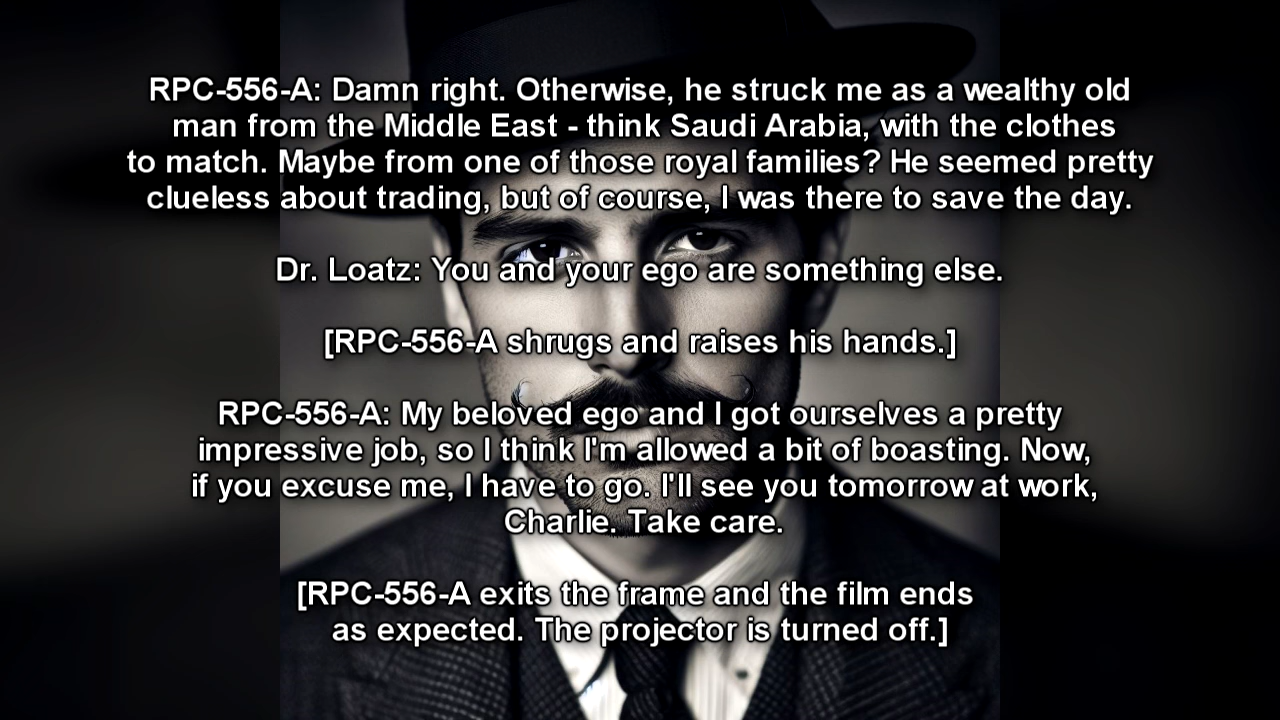 RPC-556-A: Damn right. Otherwise, he struck me as a wealthy old
man from the Middle East - think Saudi Arabia, with the clothes
to match. Maybe from one of those royal families? He seemed pretty
clueless about trading, but of course, I was there to save the day.
Dr. Loatz: You and your ego are something else.
[RPC-556-A shrugs and raises his hands.]
RPC-556-A: My beloved ego and I got ourselves a pretty
impressive job, so I think I'm allowed a bit of boasting. Now,
if you excuse me, I have to go. I'll see you tomorrow at work,
Charlie. Take care.
[RPC-556-A exits the frame and the film ends
as expected. The projector is turned off.]